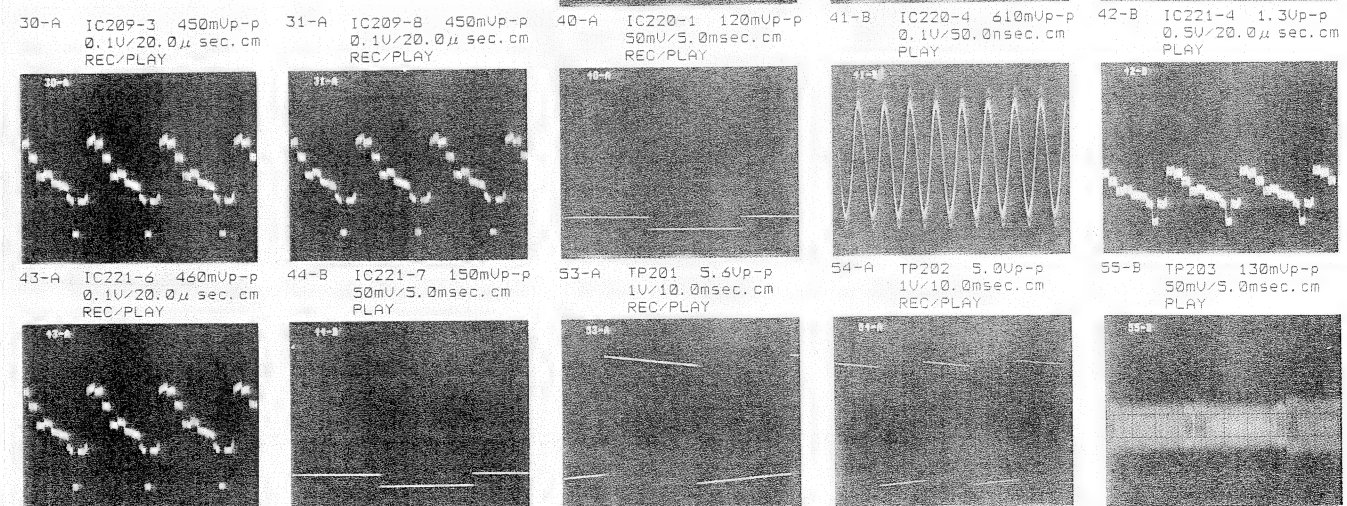 30-A IC209-3 450mVp-p
0.1V/20.0μ sec.cm
REC/PLAY
31-A IC209-8 450mVp-p
0.1V/20.0μ sec.cm
REC/PLAY
40-A IC220-1 120mVp-p
50mV/5.0msec.cm
REC/PLAY
41-B IC220-4 610mVp-p
0.1V/50.0nsec.cm
PLAY
42-B IC221-4 1.3Vp-p
0.5V/20.0μ sec.cm
PLAY
30-A
31-A
40-A
41-B
42-B
43-A IC221-6 460mVp-p
0.1V/20.0μ sec.cm
REC/PLAY
44-B IC221-7 150mVp-p
50mV/5.0msec.cm
PLAY
53-A TP201 5.6Vp-p
1V/10.0msec.cm
REC/PLAY
54-A TP202 5.0Vp-p
1V/10.0msec.cm
REC/PLAY
55-B TP203 130mVp-p
50mV/5.0msec.cm
PLAY
43-A
44-B
53-A
54-A
55-B